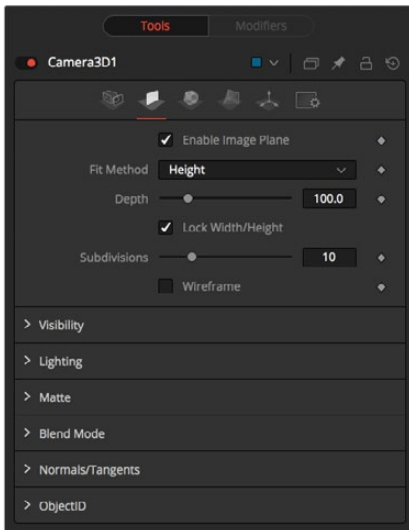 Tools Modifiers
Camera3D1
Enable Image Plane
Fit Method Height
Depth 100.0
Lock Width/Height
Subdivisions 10
Wireframe
> Visibility
> Lighting
> Matte
> Blend Mode
> Normals/Tangents
> ObjectID